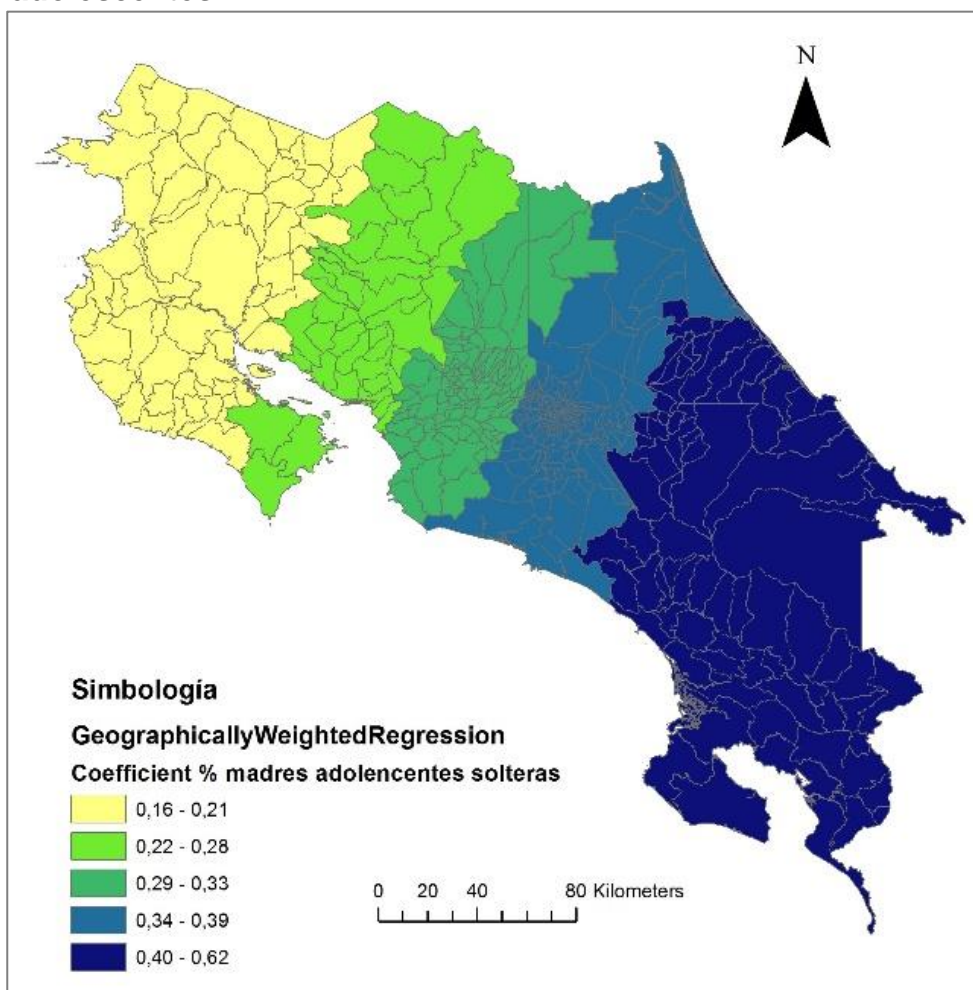 N
Simbología
GeographicallyWeightedRegression
Coefficient % madres adolencentes solteras
0,16 - 0,21
0,22 - 0,28
0,29 - 0,33
0,34 - 0,39
0,40 - 0,62
0 20 40 80 Kilometers